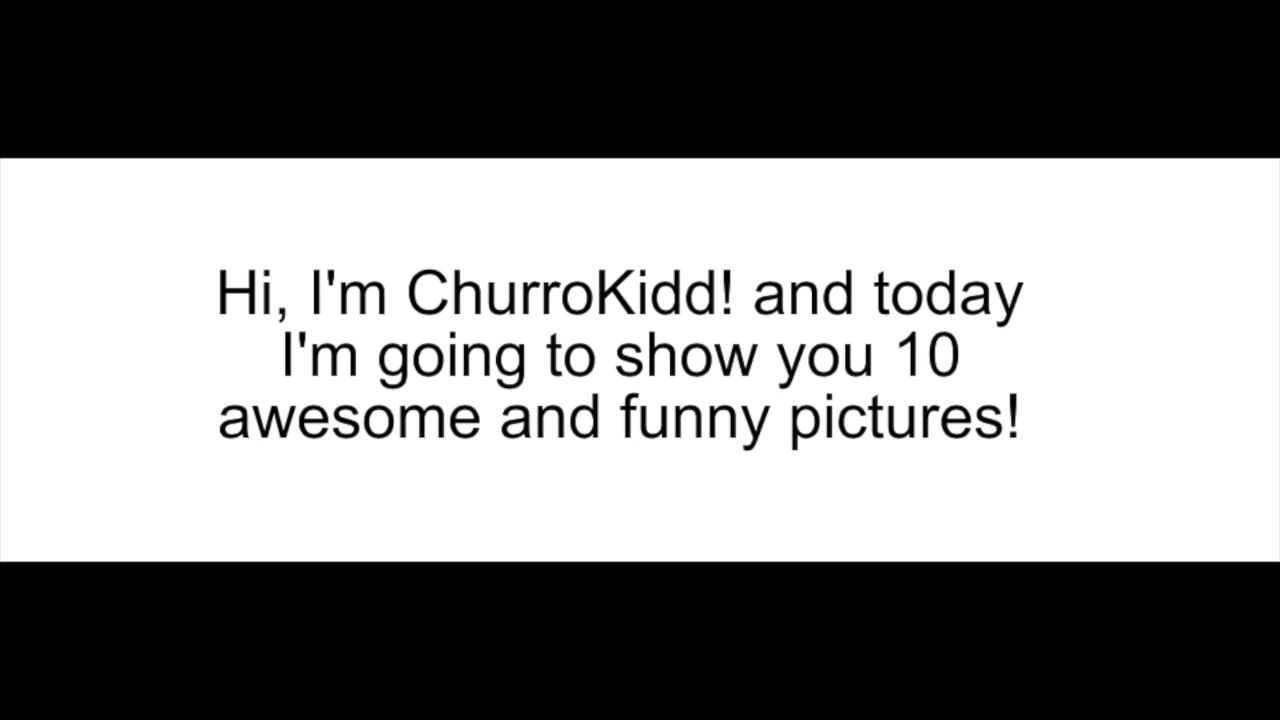 Hi, I'm ChurroKidd! and today
I'm going to show you 10
awesome and funny pictures!